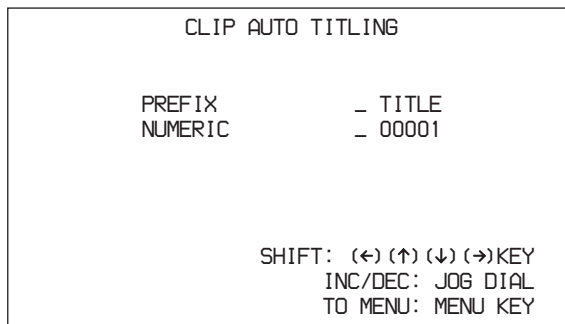 CLIP AUTO TITLING
PREFIX _ TITLE
NUMERIC _ 00001
SHIFT: (←)(↑)(↓)(→)KEY
INC/DEC: JOG DIAL
TO MENU: MENU KEY